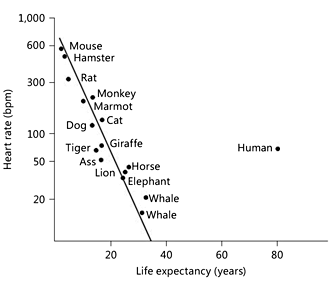 1,000
600
300
100
50
20
Heart rate (bpm)
Mouse
Hamster
Rat
Monkey
Marmot
Cat
Dog
Giraffe
Tiger
Ass
Horse
Lion
Elephant
Whale
Whale
Human
20 40 60 80 100
Life expectancy (years)